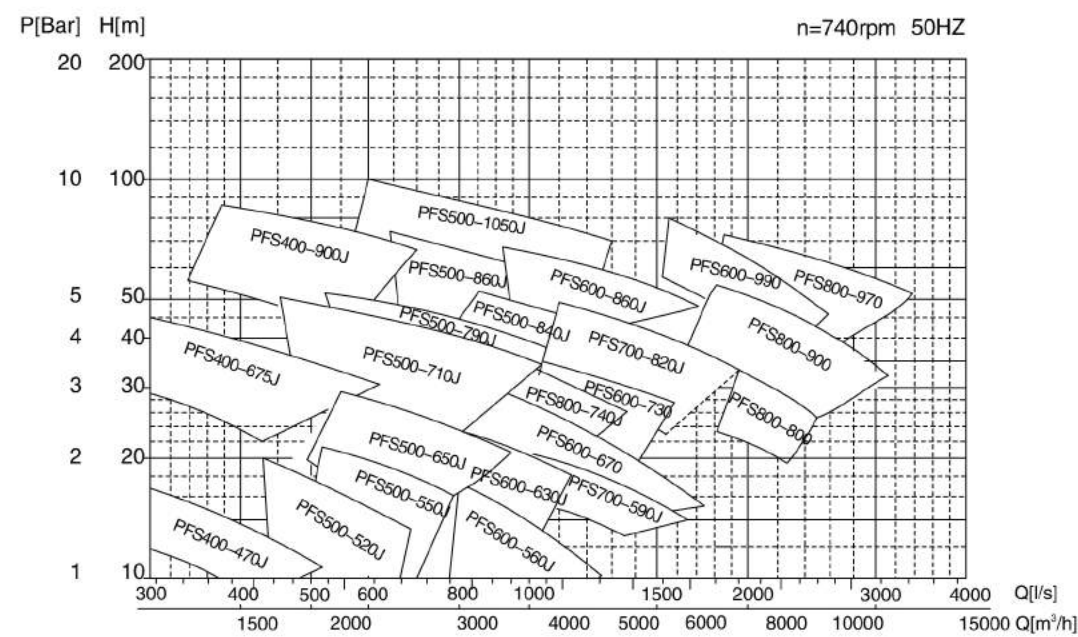 P[Bar] H[m] n=740rpm 50HZ
20 200
10 100
PFS500-1050J
PFS400-900J
PFS500-860J
PFS600-860J
PFS600-990
PFS800-970
5 50
PFS500-790J
PFS500-840J
PFS700-820J
PFS800-900
4 40
PFS400-675J
PFS500-710J
3 30
PFS800-740J
PFS600-730
PFS800-800
PFS500-650J
PFS600-670
2 20
PFS500-550J
PFS600-630J
PFS700-590J
PFS400-470J
PFS500-520J
PFS600-560J
1 10
300 400 500 600 800 1000 1500 2000 3000 4000 Q[l/s]
1500 2000 3000 4000 5000 6000 8000 10000 15000 Q[m³/h]